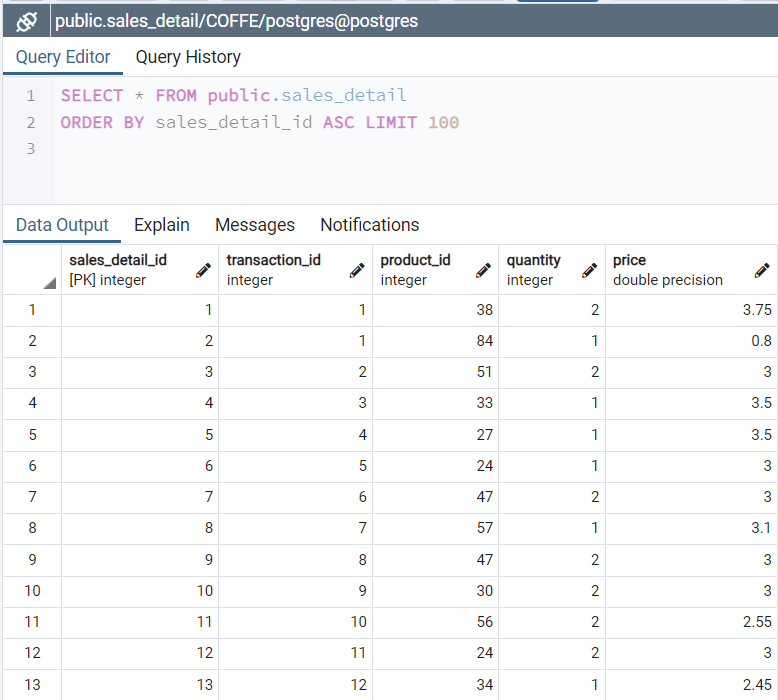 public.sales_detail/COFFE/postgres@postgres
Query Editor Query History
1 SELECT * FROM public.sales_detail
2 ORDER BY sales_detail_id ASC LIMIT 100
3
Data Output Explain Messages Notifications
sales_detail_id transaction_id product_id quantity price
[PK] integer integer integer integer double precision
1 1 1 38 2 3.75
2 2 1 84 1 0.8
3 3 2 51 2 3
4 4 3 33 1 3.5
5 5 4 27 1 3.5
6 6 5 24 1 3
7 7 6 47 2 3
8 8 7 57 1 3.1
9 9 8 47 2 3
10 10 9 30 2 3
11 11 10 56 2 2.55
12 12 11 24 2 3
13 13 12 34 1 2.45